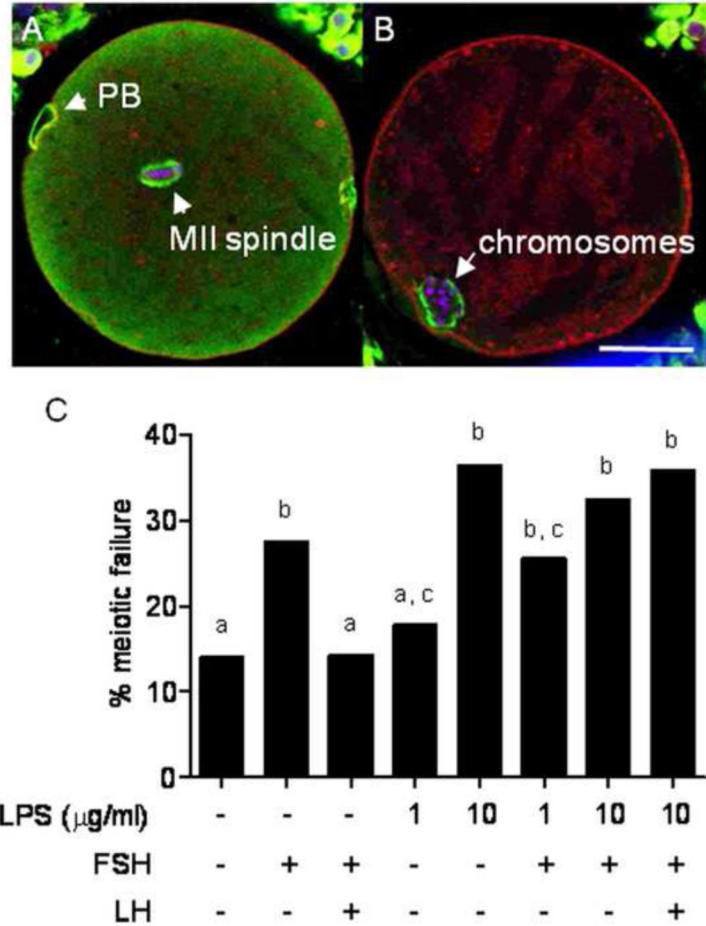 A
B
PB
MII spindle
chromosomes
C
% meiotic failure
40
30
20
10
0
a
b
a
a, c
b
b, c
b
b
LPS (μg/ml) - - - 1 10 1 10 10
FSH - + + - - + + +
LH - - + - - - - +